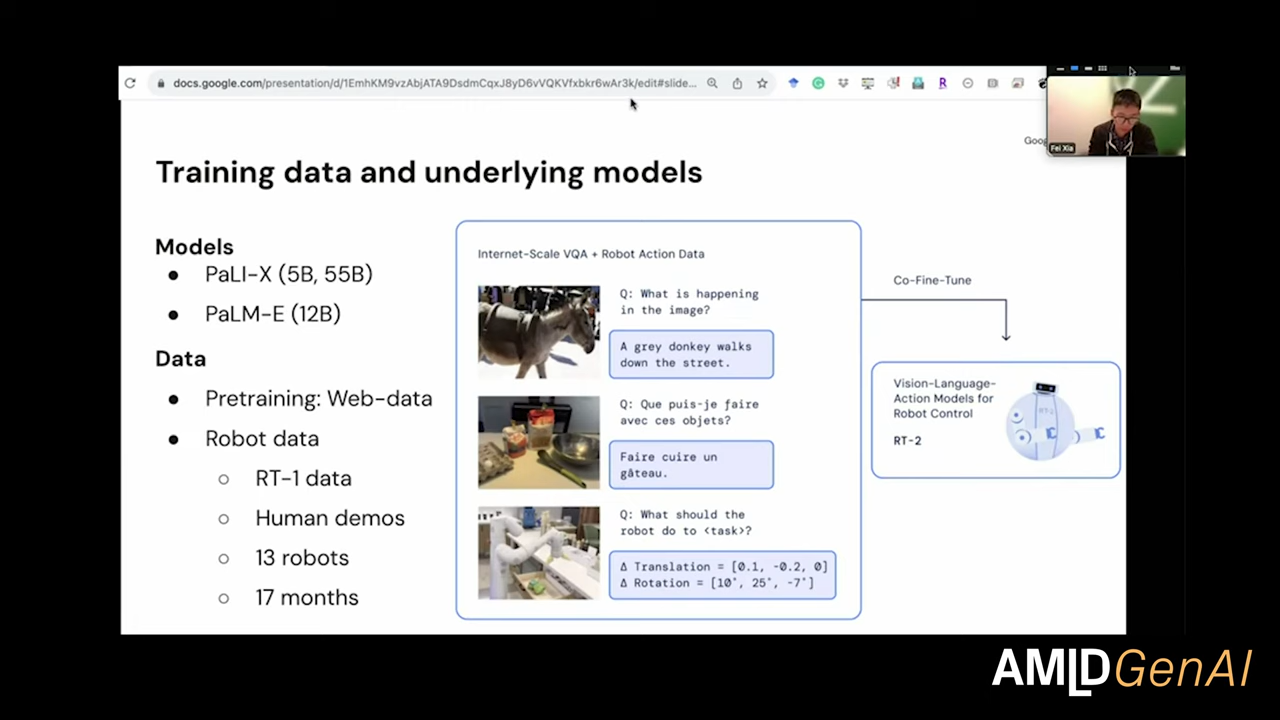 docs.google.com/presentation/d/1EmhKM9vzAbjATA9DsdmCqxJ8yD6vVQKVfxbkr6wAr3k/edit#slide...
Goog
Fei Xia
Training data and underlying models
Models
● PaLI-X (5B, 55B)
● PaLM-E (12B)
Data
● Pretraining: Web-data
● Robot data
○ RT-1 data
○ Human demos
○ 13 robots
○ 17 months
Internet-Scale VQA + Robot Action Data
Q: What is happening
in the image?
A grey donkey walks
down the street.
Q: Que puis-je faire
avec ces objets?
Faire cuire un
gâteau.
Q: What should the
robot do to <task>?
Δ Translation = [0.1, -0.2, 0]
Δ Rotation = [10°, 25°, -7°]
Co-Fine-Tune
Vision-Language-
Action Models for
Robot Control
RT-2
RT-2
AMLD GenAI